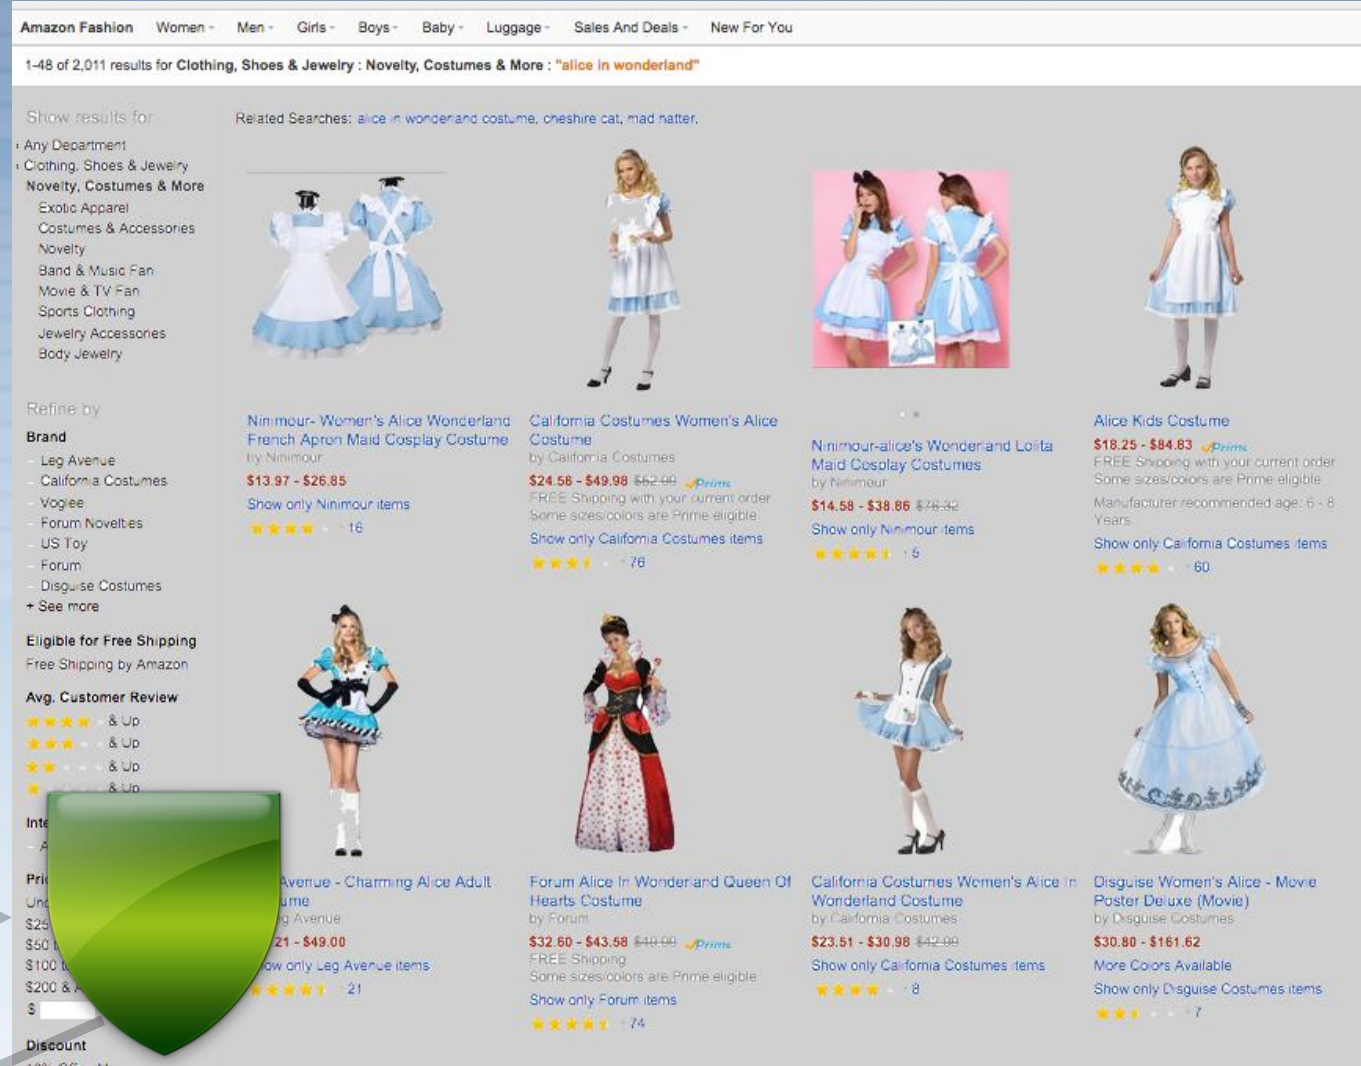 Amazon Fashion Women Men Girls Boys Baby Luggage Sales And Deals New For You
1-48 of 2,011 results for Clothing, Shoes & Jewelry : Novelty, Costumes & More : "alice in wonderland"
Show results for
Any Department
Clothing, Shoes & Jewelry
Novelty, Costumes & More
Exotic Apparel
Costumes & Accessories
Novelty
Band & Music Fan
Movie & TV Fan
Sports Clothing
Jewelry Accessories
Body Jewelry
Refine by
Brand
Leg Avenue
California Costumes
Voglee
Forum Novelties
US Toy
Forum
Disguise Costumes
+ See more
Eligible for Free Shipping
Free Shipping by Amazon
Avg. Customer Review
& Up
& Up
& Up
& Up
$100
$200 &
$
Discount
Related Searches: alice in wonderland costume, cheshire cat, mad hatter.
Ninimour- Women's Alice Wonderland
French Apron Maid Cosplay Costume
by Ninimour
$13.97 - $26.85
Show only Ninimour items
16
California Costumes Women's Alice
Costume
by California Costumes
$24.58 - $49.98 $52.99 Prime
FREE Shipping with your current order
Some sizes/colors are Prime eligible
Show only California Costumes items
76
Ninimour-alice's Wonderland Lolita
Maid Cosplay Costumes
by Ninimour
$14.58 - $38.86 $76.32
Show only Ninimour items
5
Alice Kids Costume
$18.25 - $84.83 Prime
FREE Shipping with your current order
Some sizes/colors are Prime eligible
Manufacturer recommended age: 6 - 8
Years
Show only California Costumes items
60
Avenue - Charming Alice Adult
ume
g Avenue
21 - $49.00
ow only Leg Avenue items
21
Forum Alice In Wonderland Queen Of
Hearts Costume
by Forum
$32.60 - $43.58 $49.99 Prime
FREE Shipping
Some sizes/colors are Prime eligible
Show only Forum items
74
California Costumes Women's Alice In
Wonderland Costume
by California Costumes
$23.51 - $30.98 $42.99
Show only California Costumes items
8
Disguise Women's Alice - Movie
Poster Deluxe (Movie)
by Disguise Costumes
$30.80 - $161.62
More Colors Available
Show only Disguise Costumes items
7